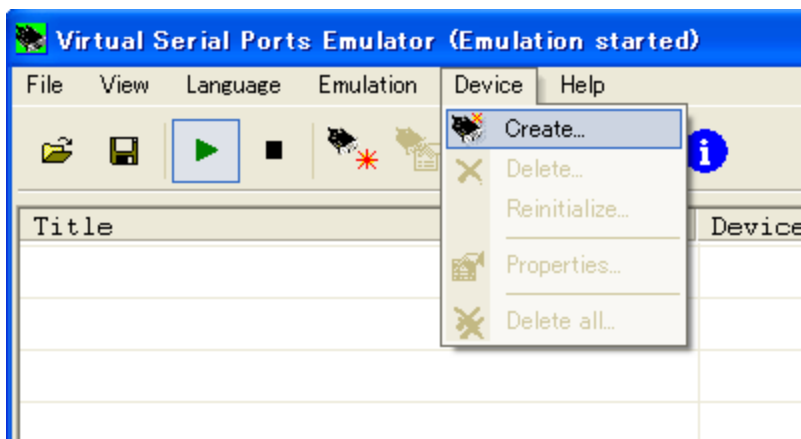 Virtual Serial Ports Emulator (Emulation started)
File View Language Emulation Device Help
Create...
Delete...
Reinitialize...
Title Device
Properties...
Delete all...